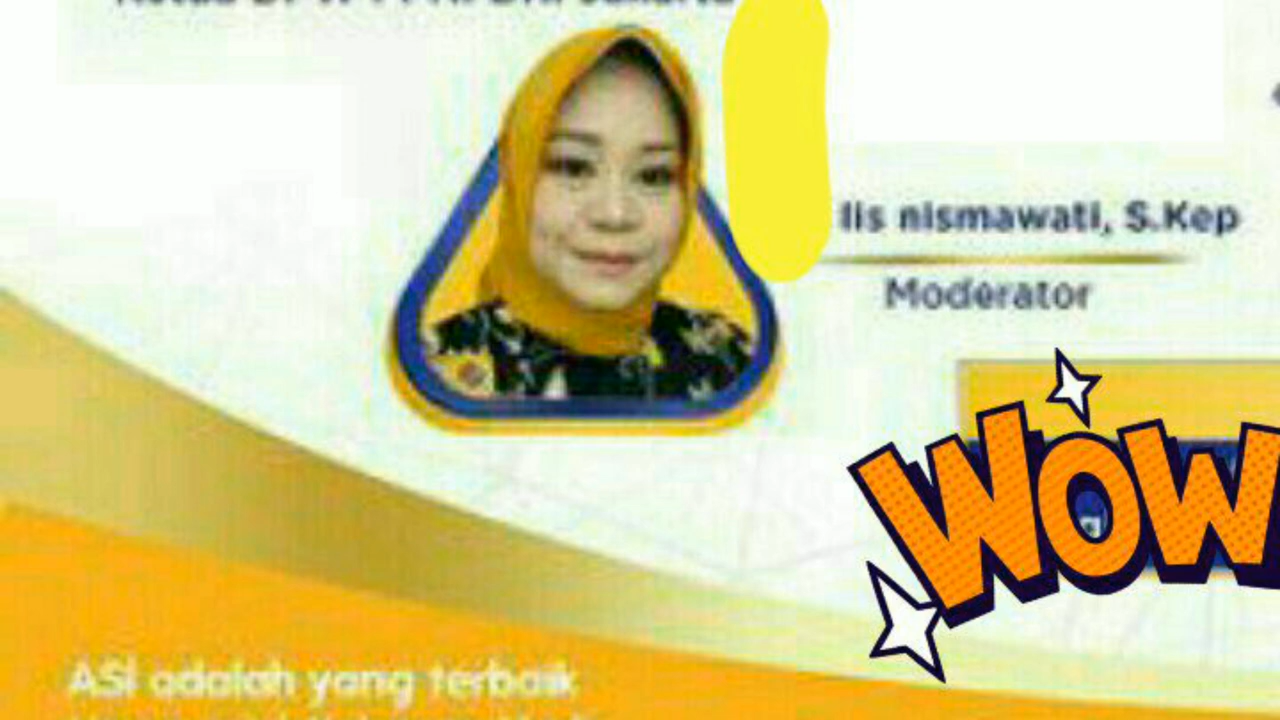 Iis nismawati, S.Kep
Moderator
WOW
ASI adalah yang terbaik